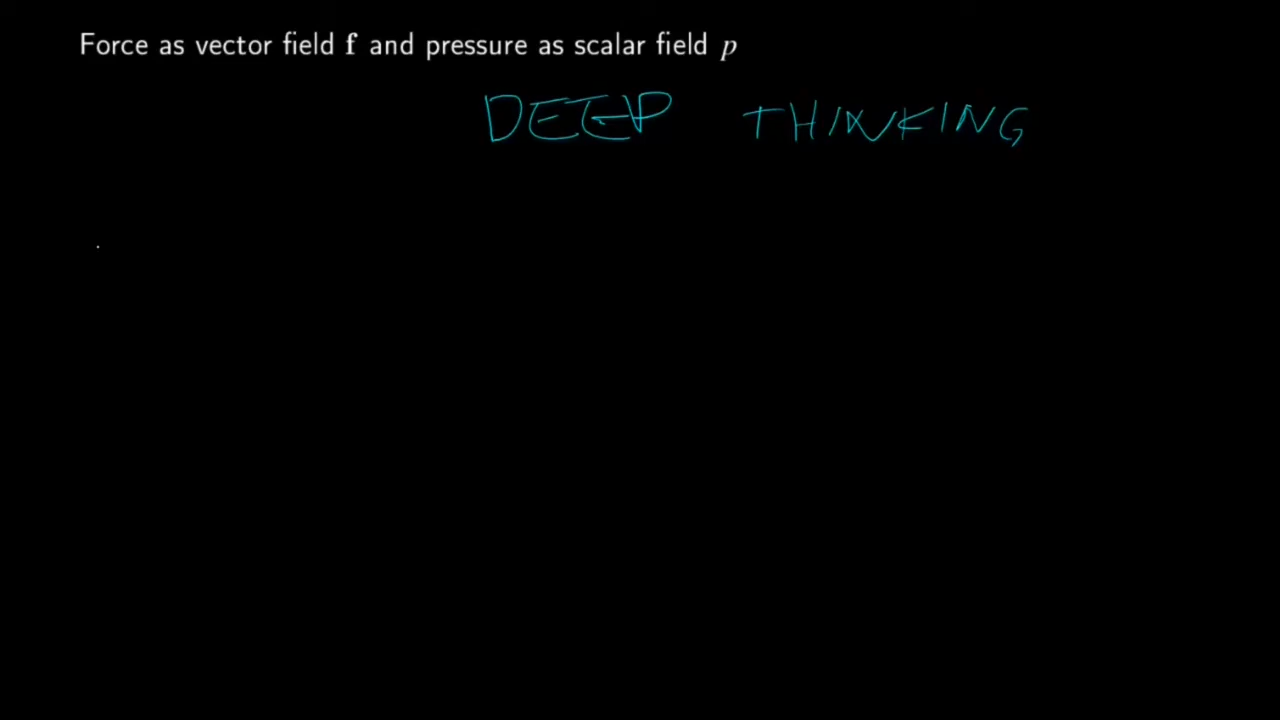 Force as vector field f and pressure as scalar field p
DEEP THINKING